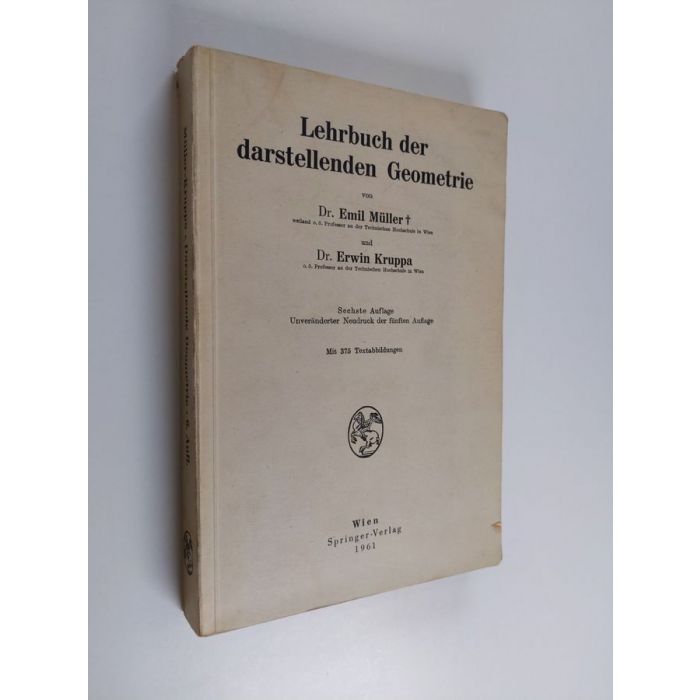 Lehrbuch der
darstellenden Geometrie
von
Dr. Emil Müller †
weiland o. ö. Professor an der Technischen Hochschule in Wien
und
Dr. Erwin Kruppa
o. ö. Professor an der Technischen Hochschule in Wien
Sechste Auflage
Unveränderter Neudruck der fünften Auflage
Mit 375 Textabbildungen
Wien
Springer-Verlag
1961
Müller-Kruppa, Darstellende Geometrie, 6. Aufl.